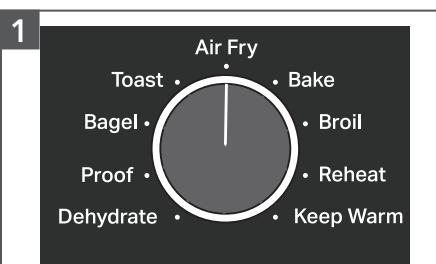 1
Air Fry
Toast
Bake
Bagel
Broil
Proof
Reheat
Dehydrate
Keep Warm